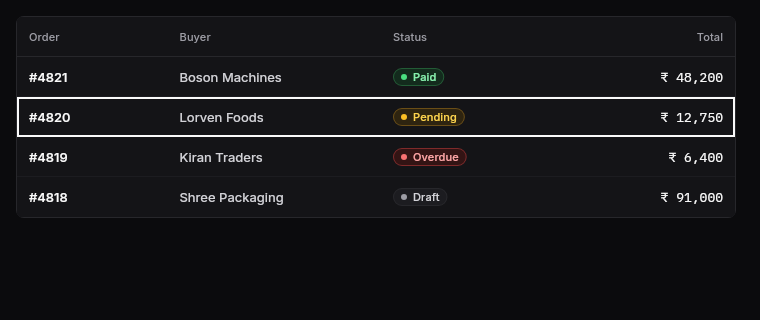 Order Buyer Status Total
#4821 Boson Machines Paid ₹ 48,200
#4820 Lorven Foods Pending ₹ 12,750
#4819 Kiran Traders Overdue ₹ 6,400
#4818 Shree Packaging Draft ₹ 91,000